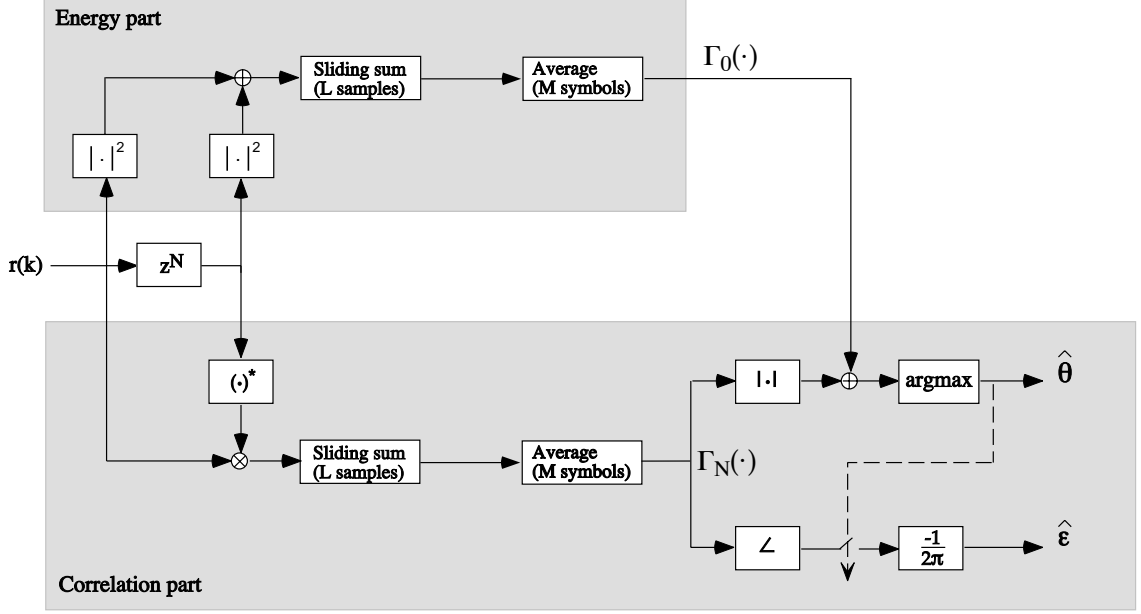 Energy part
Γ₀(·)
Sliding sum
(L samples)
Average
(M symbols)
|·|²
|·|²
r(k)
zᴺ
(·)*
|·|
argmax
θ̂
Sliding sum
(L samples)
Average
(M symbols)
Γ_N(·)
∠
-1
2π
ε̂
Correlation part